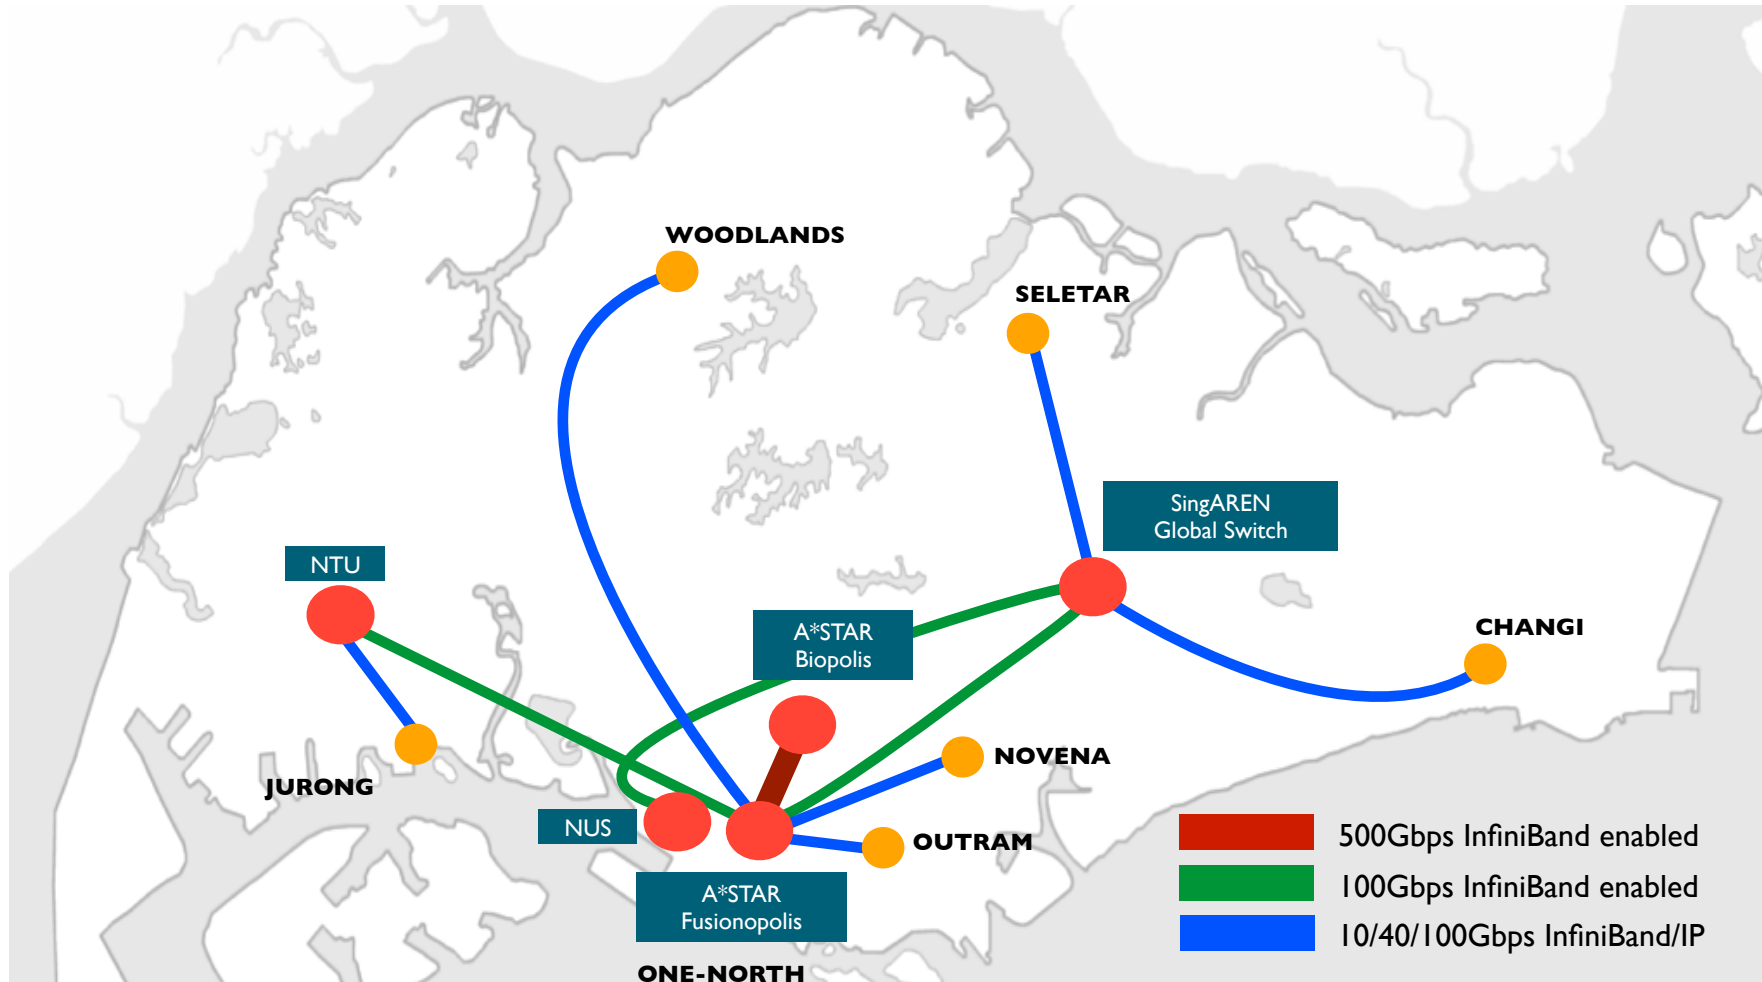 WOODLANDS
SELETAR
SingAREN
Global Switch
NTU
A*STAR
Biopolis
CHANGI
NOVENA
JURONG
NUS
OUTRAM
A*STAR
Fusionopolis
ONE-NORTH
500Gbps InfiniBand enabled
100Gbps InfiniBand enabled
10/40/100Gbps InfiniBand/IP